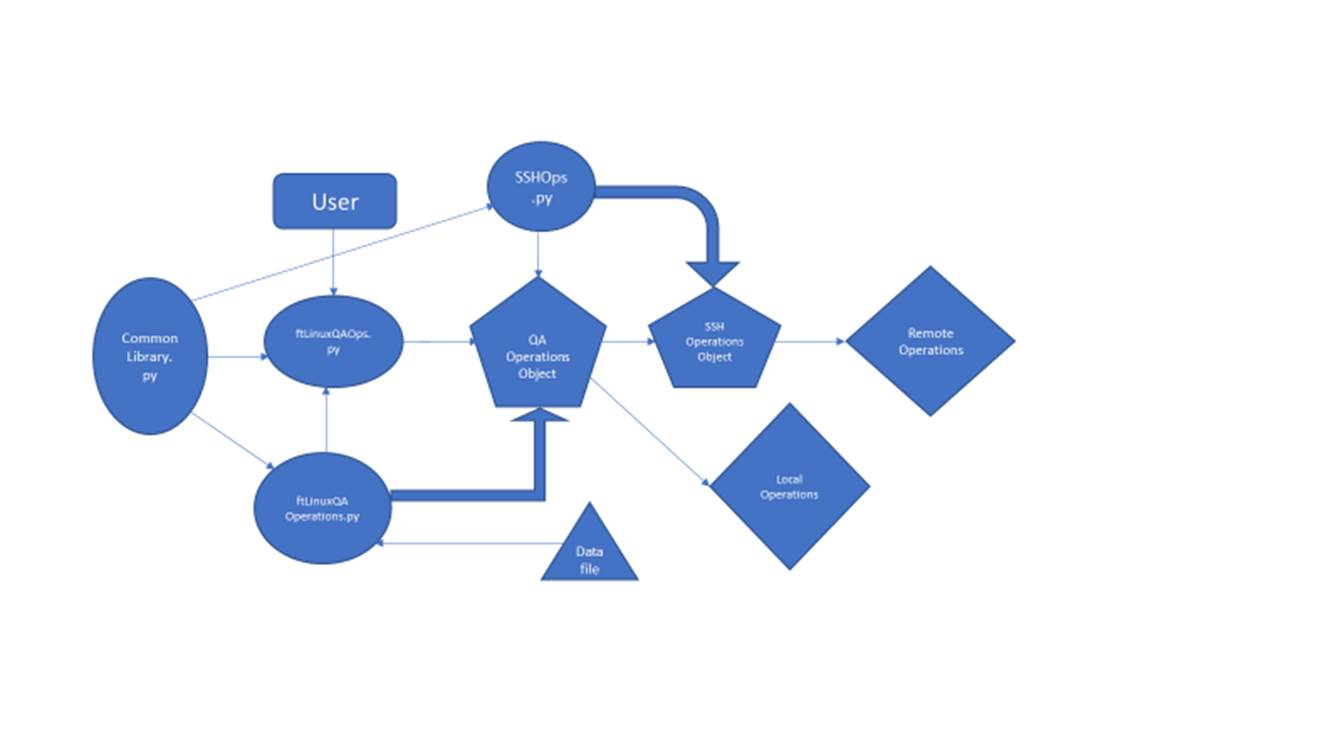 SSHOps
.py
User
Common
Library.
py
ftLinuxQAOps.
py
QA
Operations
Object
SSH
Operations
Object
Remote
Operations
ftLinuxQA
Operations.py
Local
Operations
Data
file